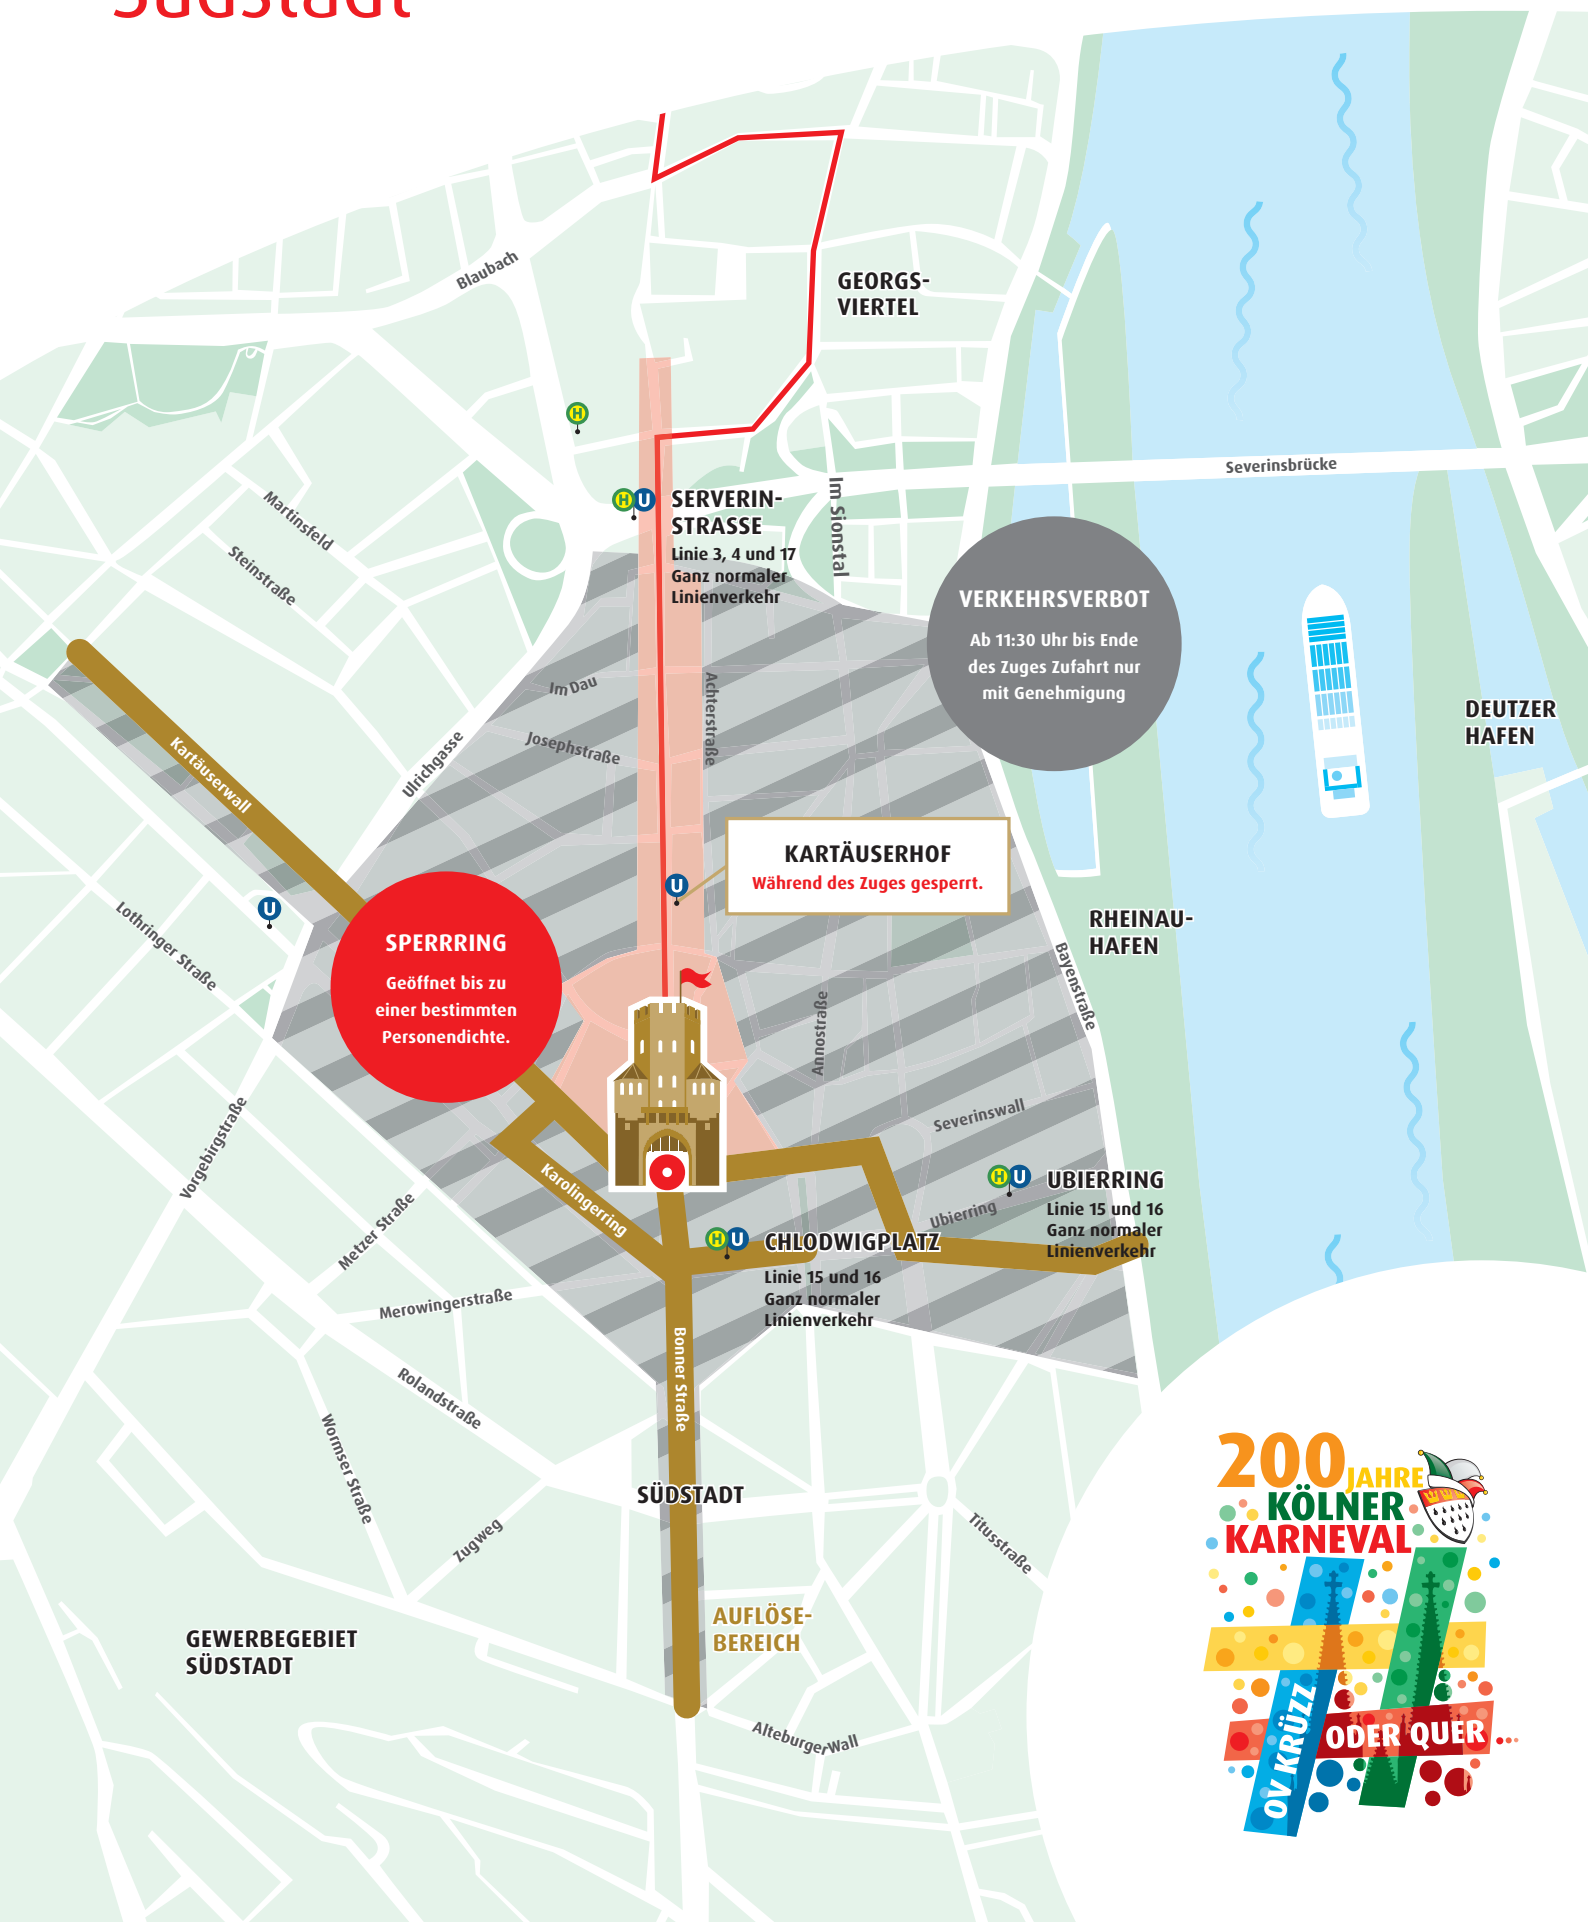 Südstadt
Blaubach
GEORGS-
VIERTEL
H
Severinsbrücke
Martinsfeld
Steinstraße
H U
SERVERIN-
STRASSE
Linie 3, 4 und 17
Ganz normaler
Linienverkehr
Im Sionstal
VERKEHRSVERBOT
Ab 11:30 Uhr bis Ende
des Zuges Zufahrt nur
mit Genehmigung
DEUTZER
HAFEN
Im Dau
Josephstraße
Achterstraße
Ulrichgasse
Kartäuserwall
KARTÄUSERHOF
Während des Zuges gesperrt.
U
U
Lothringer Straße
SPERRRING
Geöffnet bis zu
einer bestimmten
Personendichte.
RHEINAU-
HAFEN
Bayenstraße
Annostraße
Severinswall
Vorgebirgstraße
Karolingerring
H U
UBIERRING
Linie 15 und 16
Ganz normaler
Linienverkehr
Ubierring
Metzer Straße
H U
CHLODWIGPLATZ
Linie 15 und 16
Ganz normaler
Linienverkehr
Merowingerstraße
Bonner Straße
Rolandstraße
Wormser Straße
SÜDSTADT
Zugweg
Titusstraße
AUFLÖSE-
BEREICH
GEWERBEGEBIET
SÜDSTADT
Alteburger Wall
200 JAHRE
KÖLNER
KARNEVAL
OV KRÜZZ
ODER QUER ...